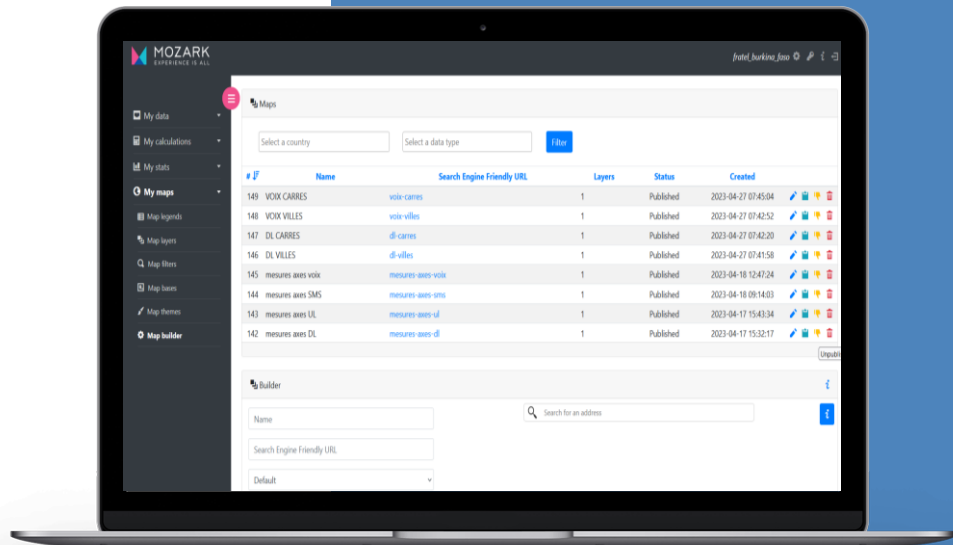 MOZARK
EXPERIENCE IS ALL
fratel_burkina_faso
My data
My calculations
My stats
My maps
Map legends
Map layers
Map filters
Map bases
Map themes
Map builder
Maps
Select a country
Select a data type
Filter
# Name Search Engine Friendly URL Layers Status Created
149 VOIX CARRES voix-carres 1 Published 2023-04-27 07:45:04
148 VOIX VILLES voix-villes 1 Published 2023-04-27 07:42:52
147 DL CARRES dl-carres 1 Published 2023-04-27 07:42:20
146 DL VILLES dl-villes 1 Published 2023-04-27 07:41:58
145 mesures axes voix mesures-axes-voix 1 Published 2023-04-18 12:47:24
144 mesures axes SMS mesures-axes-sms 1 Published 2023-04-18 09:14:03
143 mesures axes UL mesures-axes-ul 1 Published 2023-04-17 15:43:34
142 mesures axes DL mesures-axes-dl 1 Published 2023-04-17 15:32:17
Unpubli
Builder
Name
Search for an address
Search Engine Friendly URL
Default